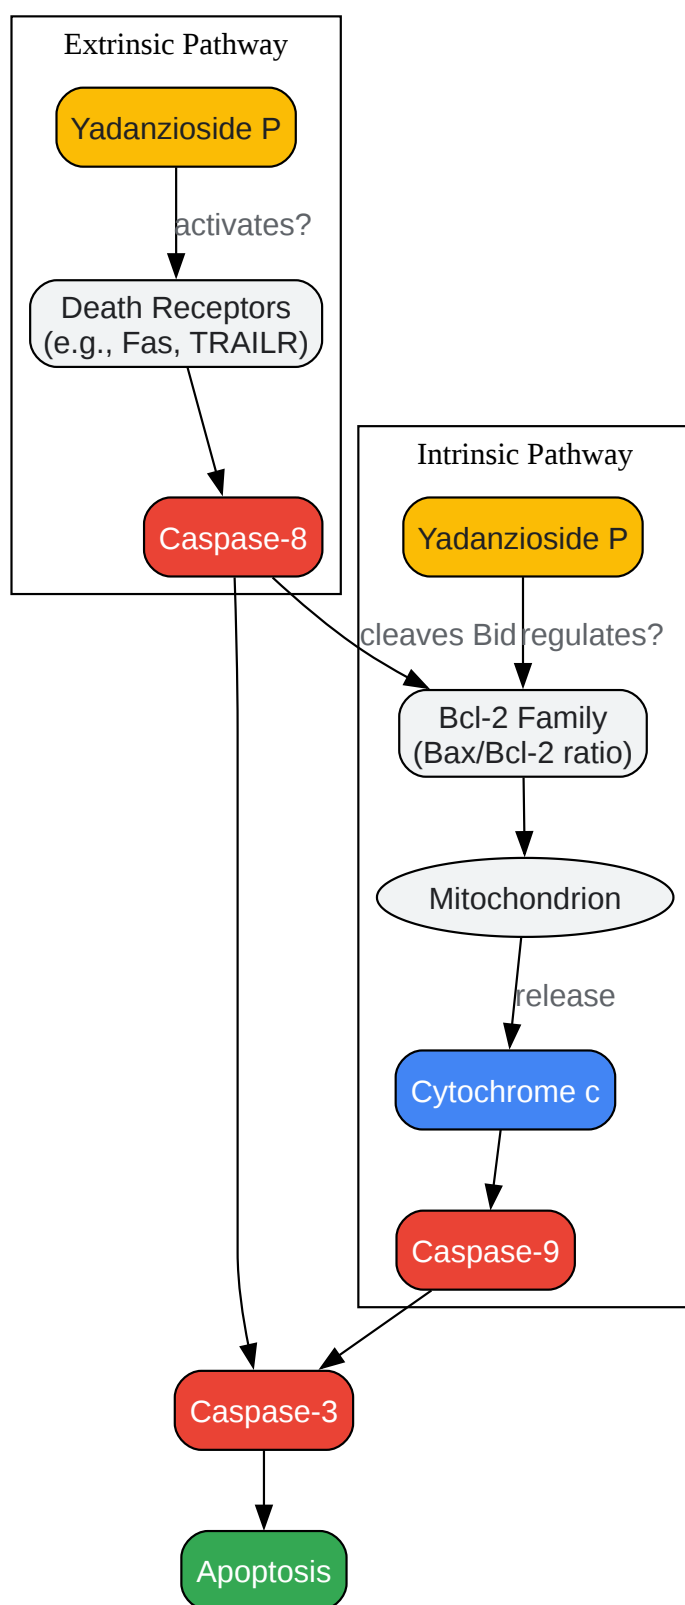 Extrinsic Pathway
Yadanzioside P
activates?
Death Receptors
(e.g., Fas, TRAILR)
Caspase-8
Intrinsic Pathway
Yadanzioside P
cleaves Bid
regulates?
Bcl-2 Family
(Bax/Bcl-2 ratio)
Mitochondrion
release
Cytochrome c
Caspase-9
Caspase-3
Apoptosis